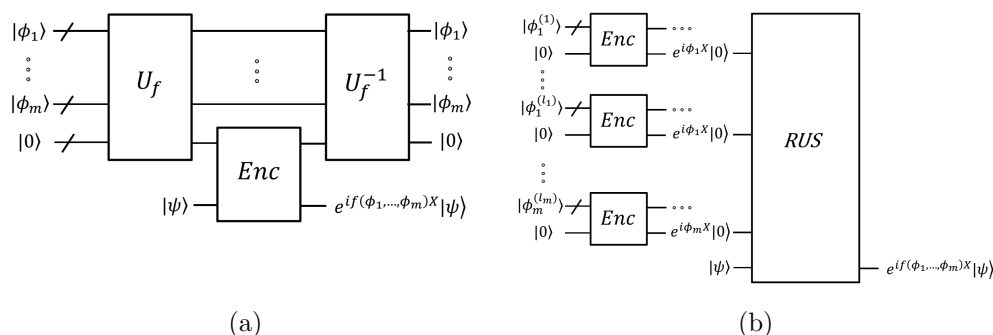 |ϕ₁⟩
|ϕₘ⟩
|0⟩
U_f
Enc
|ψ⟩
U_f⁻¹
|ϕ₁⟩
|ϕₘ⟩
|0⟩
e^{if(ϕ₁,…,ϕₘ)X}|ψ⟩
(a)
|ϕ₁^{(1)}⟩
|0⟩
Enc
e^{iϕ₁X}|0⟩
|ϕ₁^{(l₁)}⟩
|0⟩
Enc
e^{iϕ₁X}|0⟩
|ϕₘ^{(lₘ)}⟩
|0⟩
Enc
e^{iϕₘX}|0⟩
|ψ⟩
RUS
e^{if(ϕ₁,…,ϕₘ)X}|ψ⟩
(b)